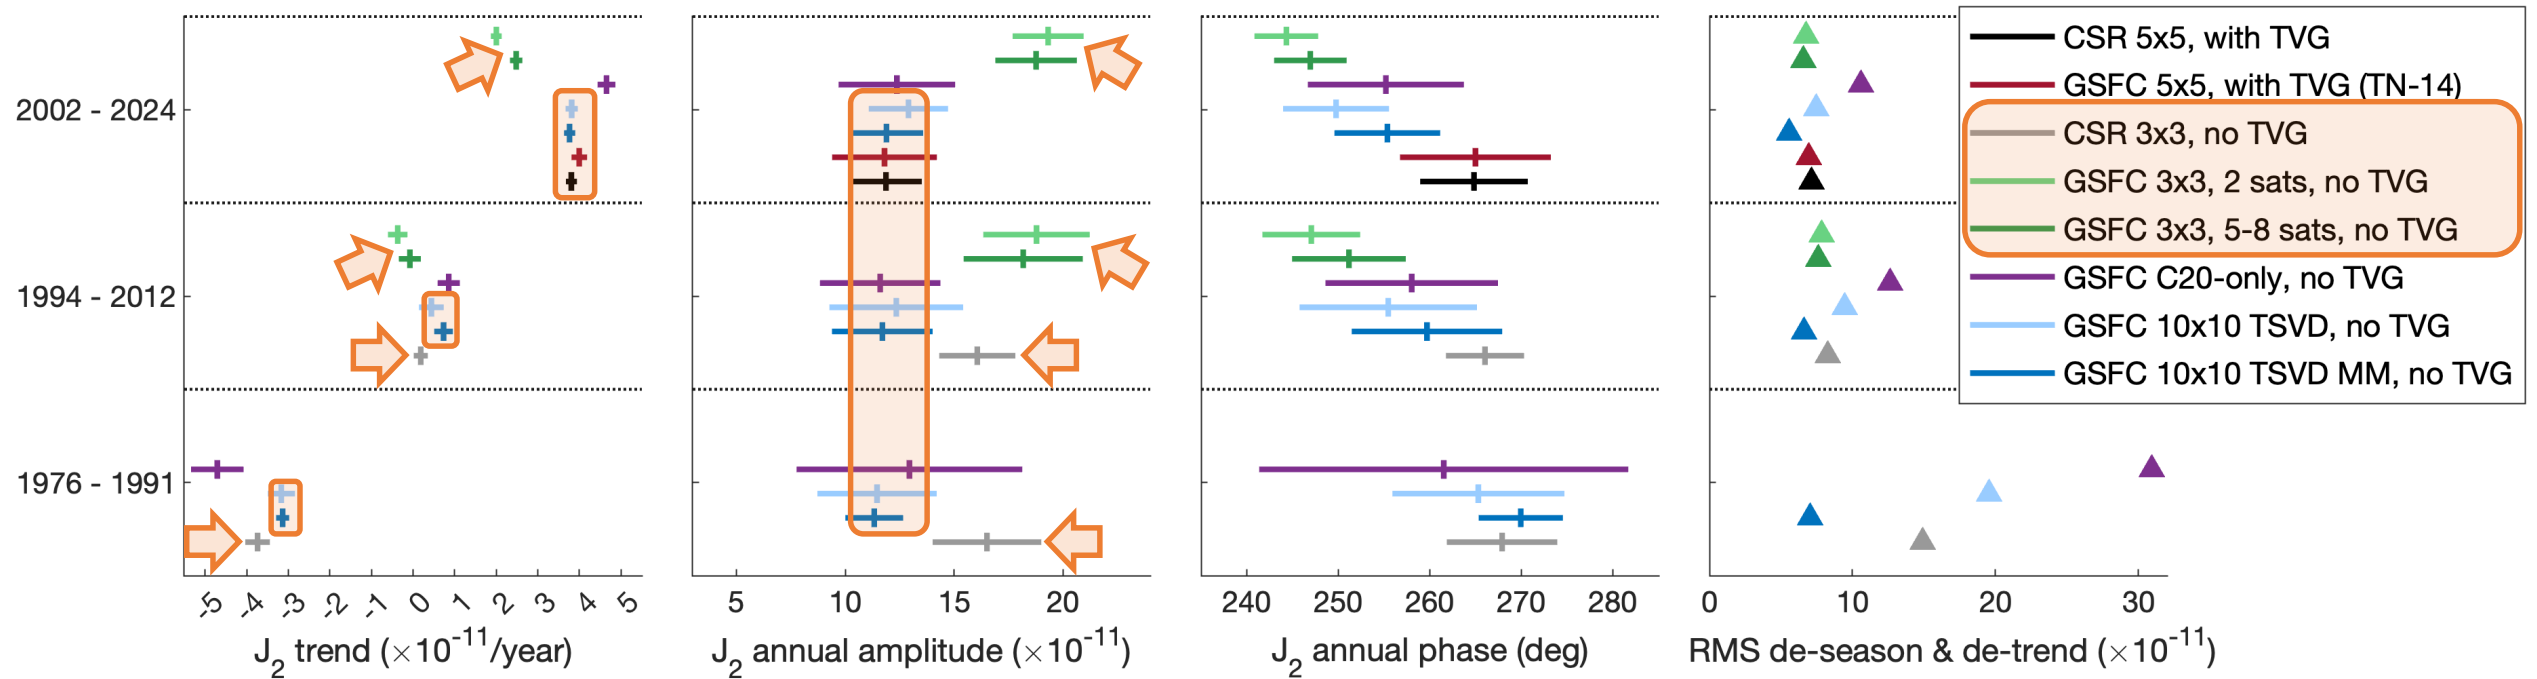 2002 - 2024
1994 - 2012
1976 - 1991
-5 -4 -3 -2 -1 0 1 2 3 4 5
J2 trend (×10-11/year)
5 10 15 20
J2 annual amplitude (×10-11)
240 250 260 270 280
J2 annual phase (deg)
0 10 20 30
RMS de-season & de-trend (×10-11)
CSR 5x5, with TVG
GSFC 5x5, with TVG (TN-14)
CSR 3x3, no TVG
GSFC 3x3, 2 sats, no TVG
GSFC 3x3, 5-8 sats, no TVG
GSFC C20-only, no TVG
GSFC 10x10 TSVD, no TVG
GSFC 10x10 TSVD MM, no TVG